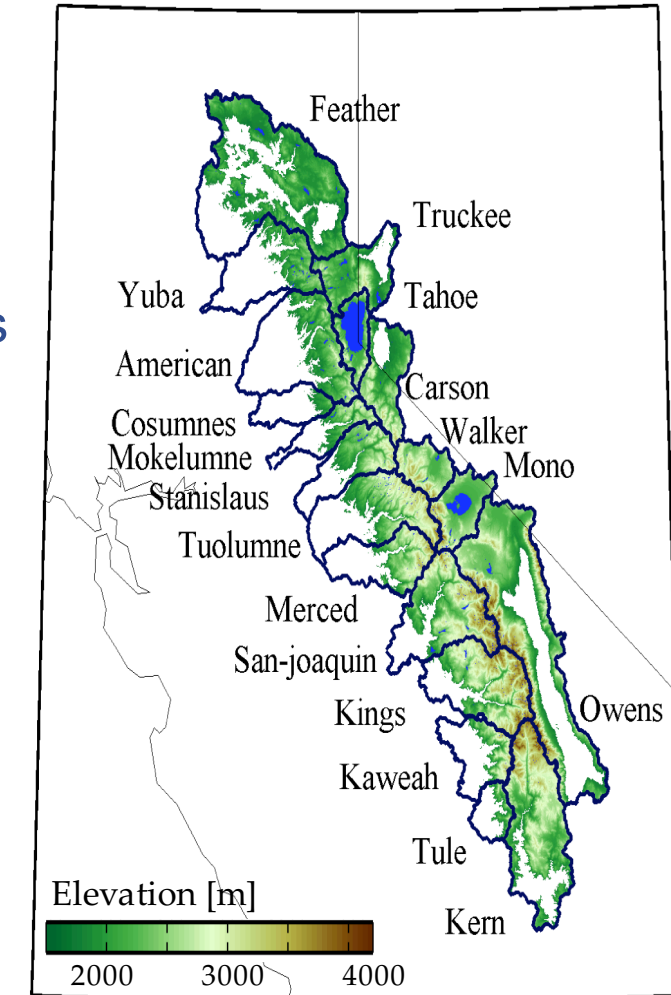 Feather
Truckee
Yuba
Tahoe
s
American
Carson
Cosumnes
Walker
Mokelumne
Mono
Stanislaus
Tuolumne
Merced
San-joaquin
Kings
Owens
Kaweah
Tule
Elevation [m]
Kern
2000 3000 4000